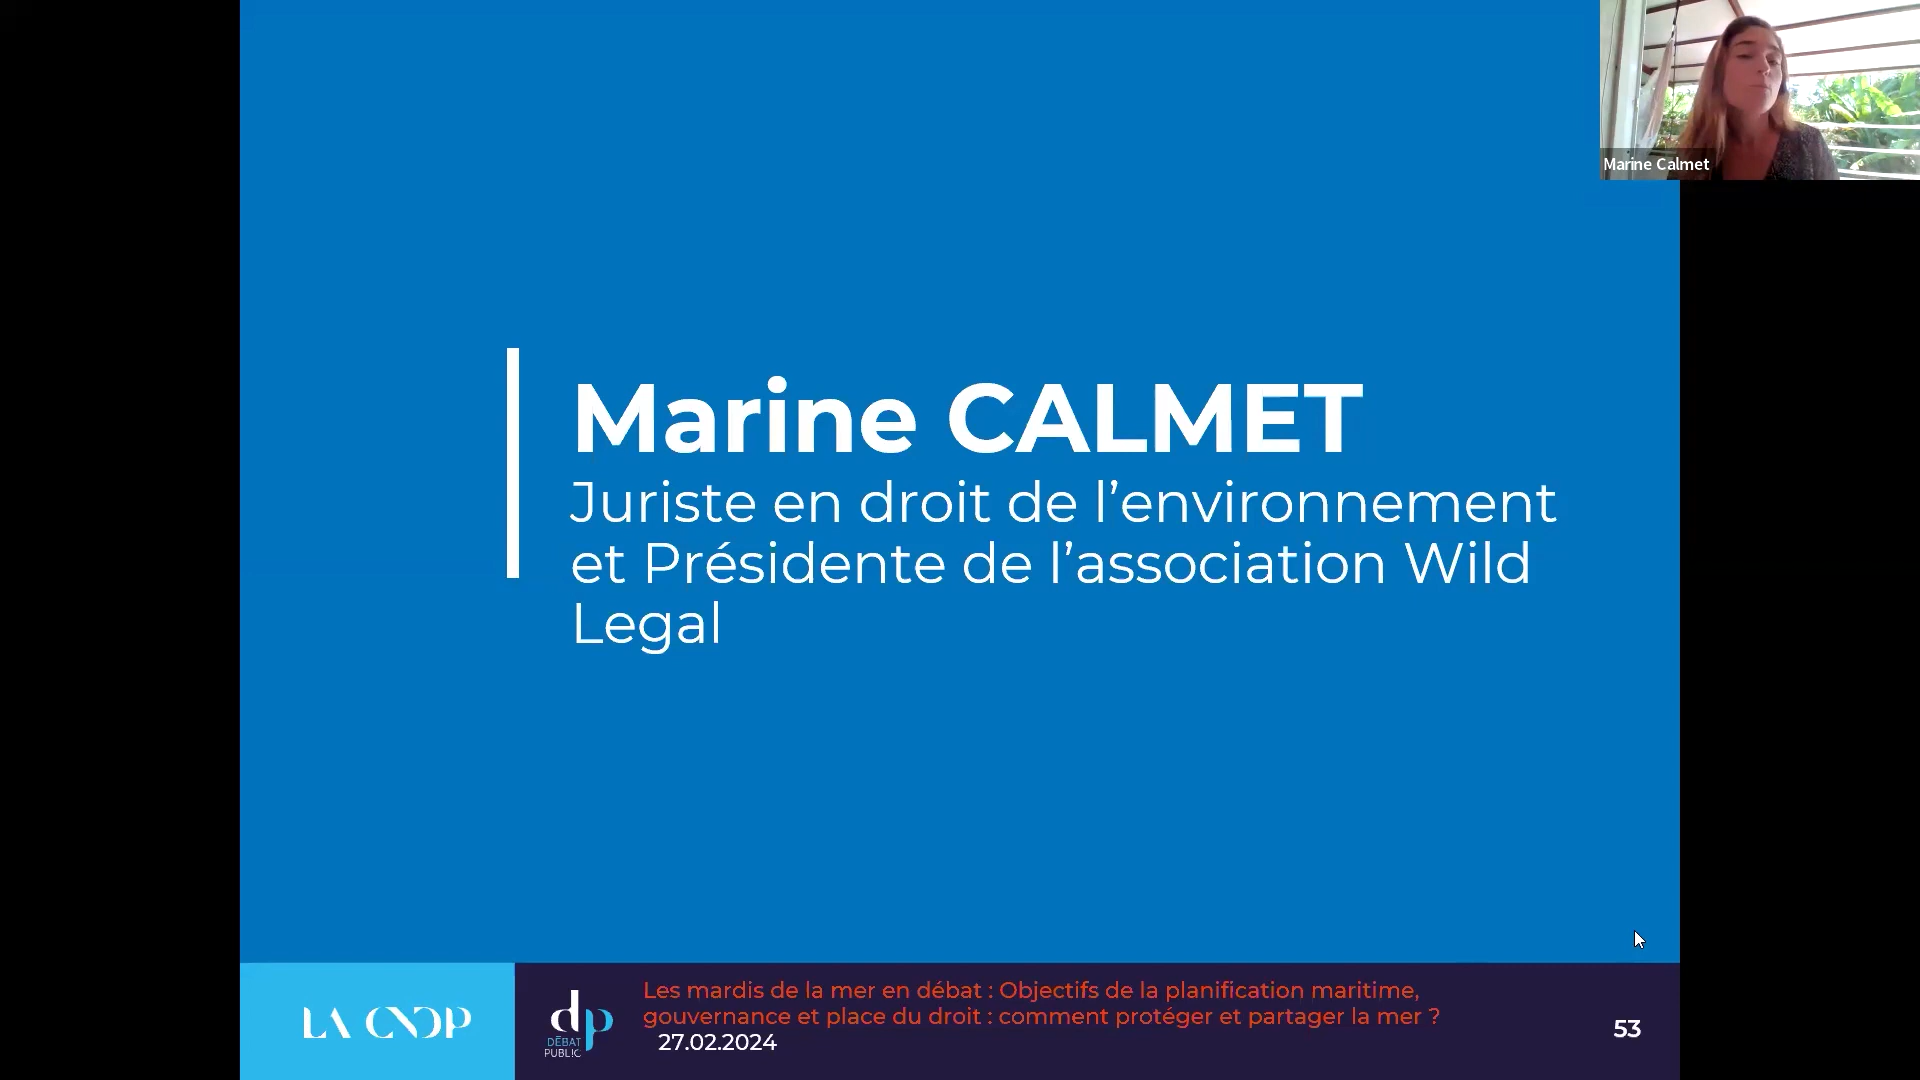 Marine Calmet
Marine CALMET
Juriste en droit de l’environnement
et Présidente de l’association Wild
Legal
LA CNDP
dp
DÉBAT
PUBLIC
Les mardis de la mer en débat : Objectifs de la planification maritime,
gouvernance et place du droit : comment protéger et partager la mer ?
27.02.2024
53